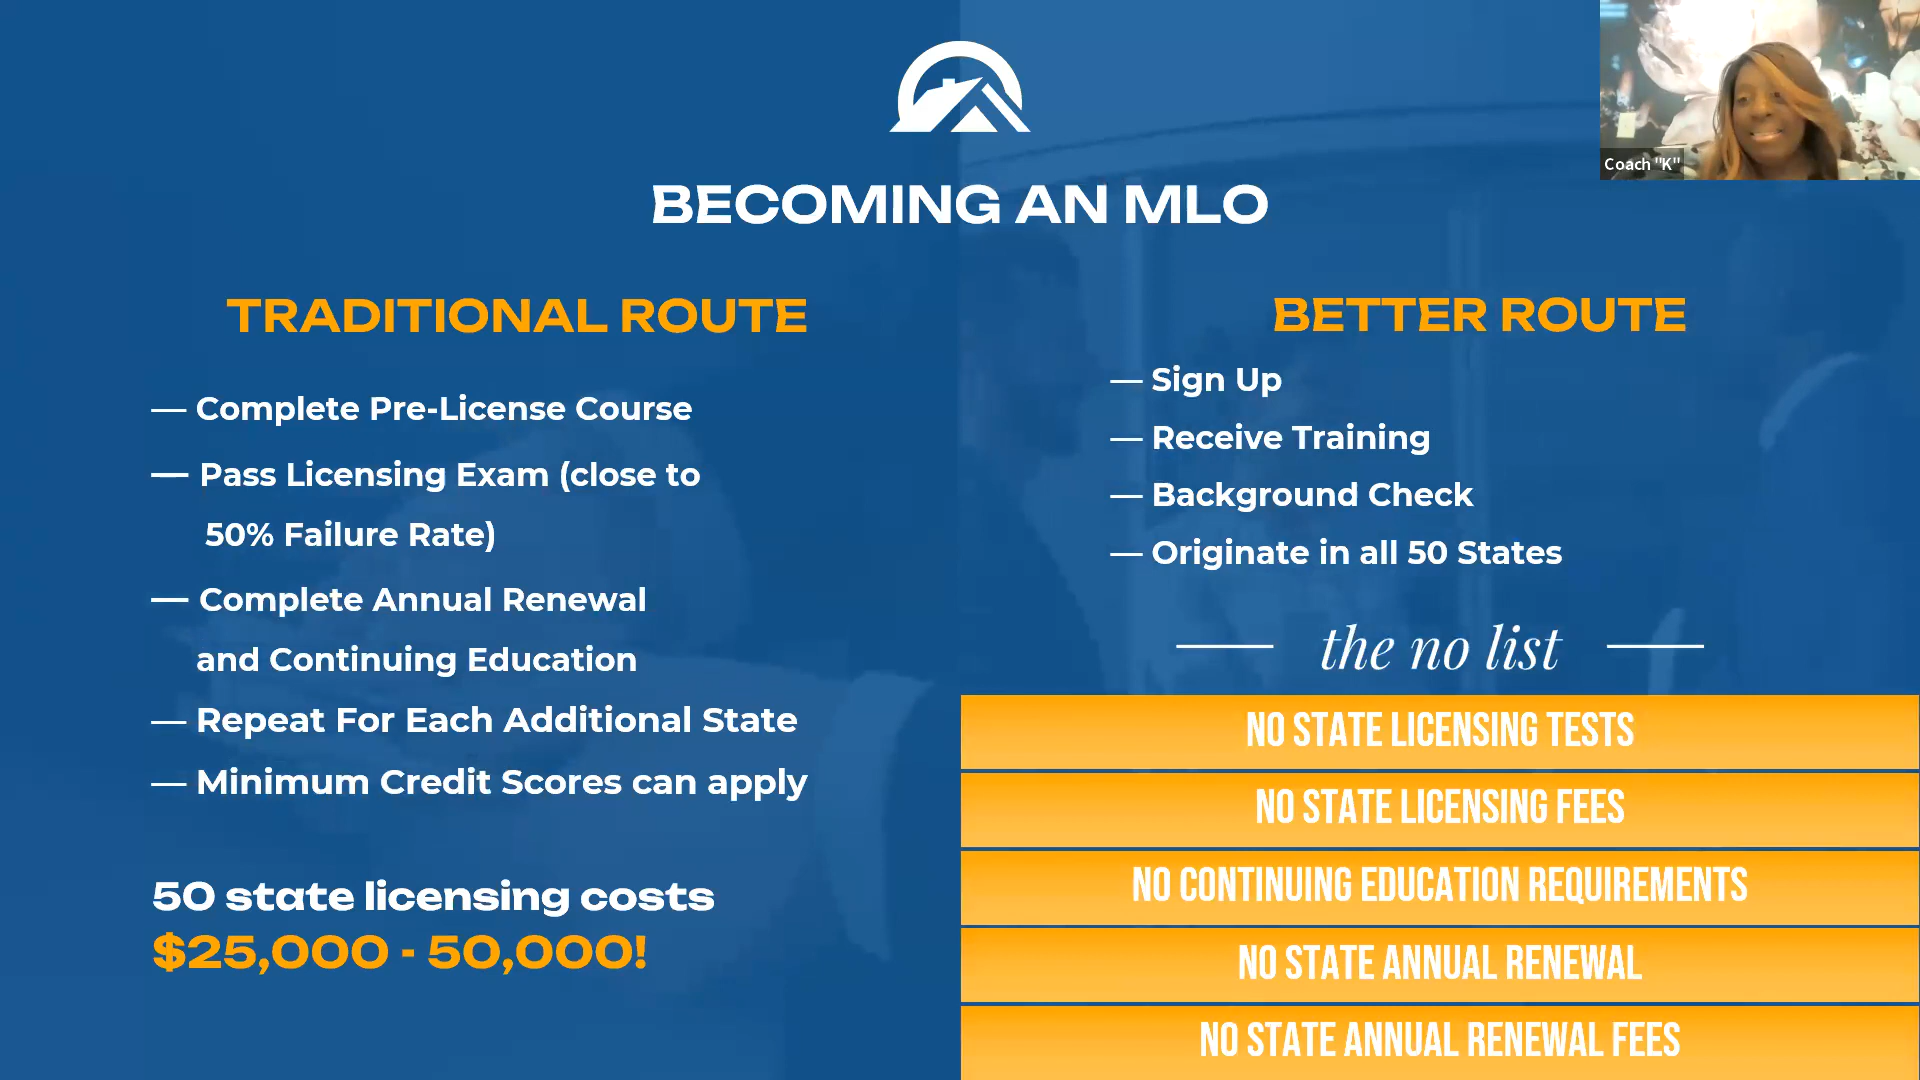 Coach "K"
BECOMING AN MLO
TRADITIONAL ROUTE
— Complete Pre-License Course
— Pass Licensing Exam (close to
50% Failure Rate)
— Complete Annual Renewal
and Continuing Education
— Repeat For Each Additional State
— Minimum Credit Scores can apply
50 state licensing costs
$25,000 - 50,000!
BETTER ROUTE
— Sign Up
— Receive Training
— Background Check
— Originate in all 50 States
the no list
NO STATE LICENSING TESTS
NO STATE LICENSING FEES
NO CONTINUING EDUCATION REQUIREMENTS
NO STATE ANNUAL RENEWAL
NO STATE ANNUAL RENEWAL FEES